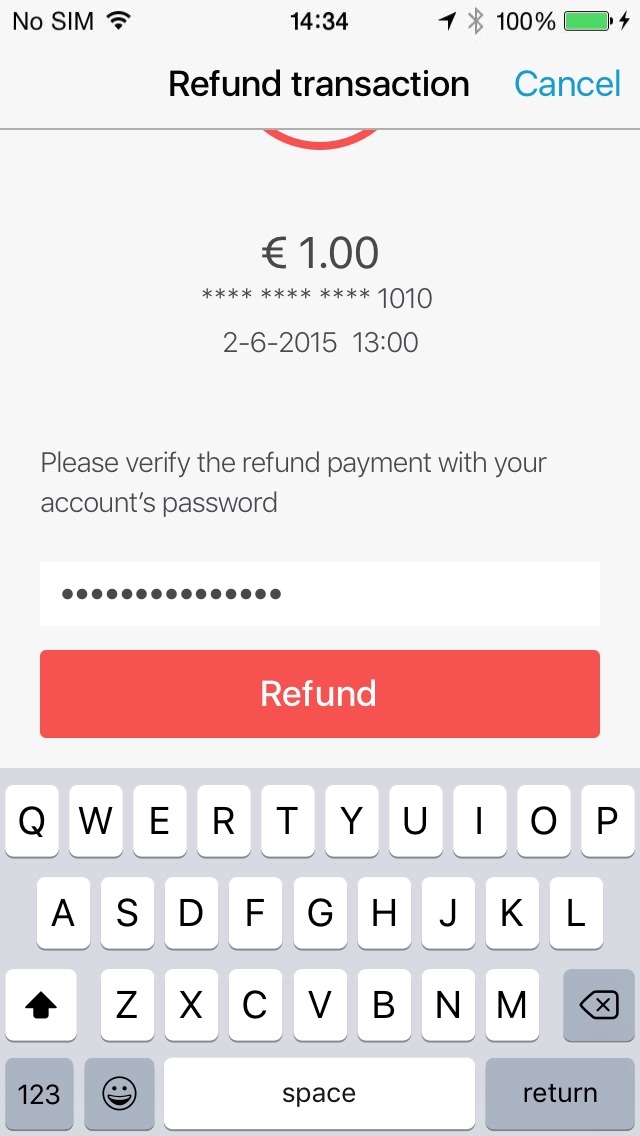 No SIM 14:34 100%
Refund transaction Cancel
€ 1.00
**** **** **** 1010
2-6-2015 13:00
Please verify the refund payment with your
account’s password
•••••••••••••••
Refund
Q W E R T Y U I O P
A S D F G H J K L
Z X C V B N M
123 space return